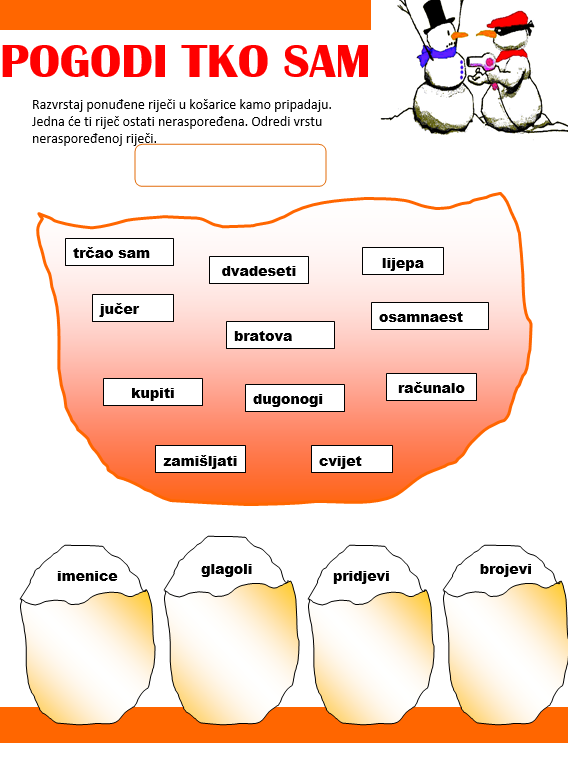 POGODI TKO SAM
Razvrstaj ponuđene riječi u košarice kamo pripadaju.
Jedna će ti riječ ostati neraspoređena. Odredi vrstu
neraspoređenoj riječi.
trčao sam
dvadeseti
lijepa
jučer
osamnaest
bratova
kupiti
dugonogi
računalo
zamišljati
cvijet
imenice
glagoli
pridjevi
brojevi